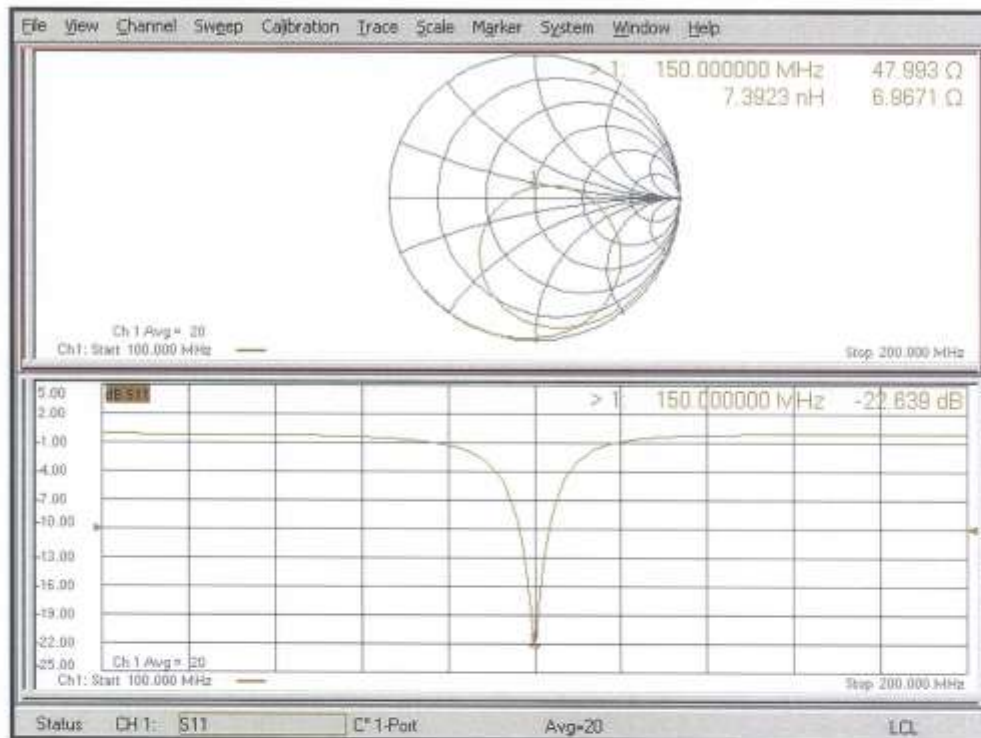 File View Channel Sweep Calibration Trace Scale Marker System Window Help
> 1: 150.000000 MHz 47.993 Ω
7.3923 nH 6.9671 Ω
1
Ch 1 Avg = 20
Ch1: Start 100.000 MHz
Stop 200.000 MHz
5.00
dB S11
> 1: 150.000000 MHz -22.639 dB
2.00
-1.00
-4.00
-7.00
-10.00
-13.00
-16.00
-19.00
-22.00
-25.00
Ch 1 Avg = 20
Ch1: Start 100.000 MHz
Stop 200.000 MHz
Status CH 1: S11 C* 1-Port Avg=20 LCL